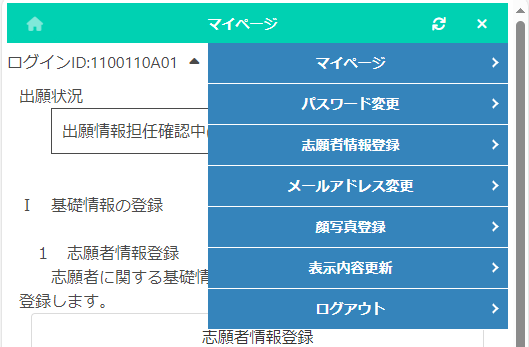 マイページ
ログインID:1100110A01
マイページ
出願状況
パスワード変更
出願情報担任確認中
志願者情報登録
メールアドレス変更
Ⅰ 基礎情報の登録
顔写真登録
1 志願者情報登録
表示内容更新
志願者に関する基礎情
登録します。
ログアウト
志願者情報登録